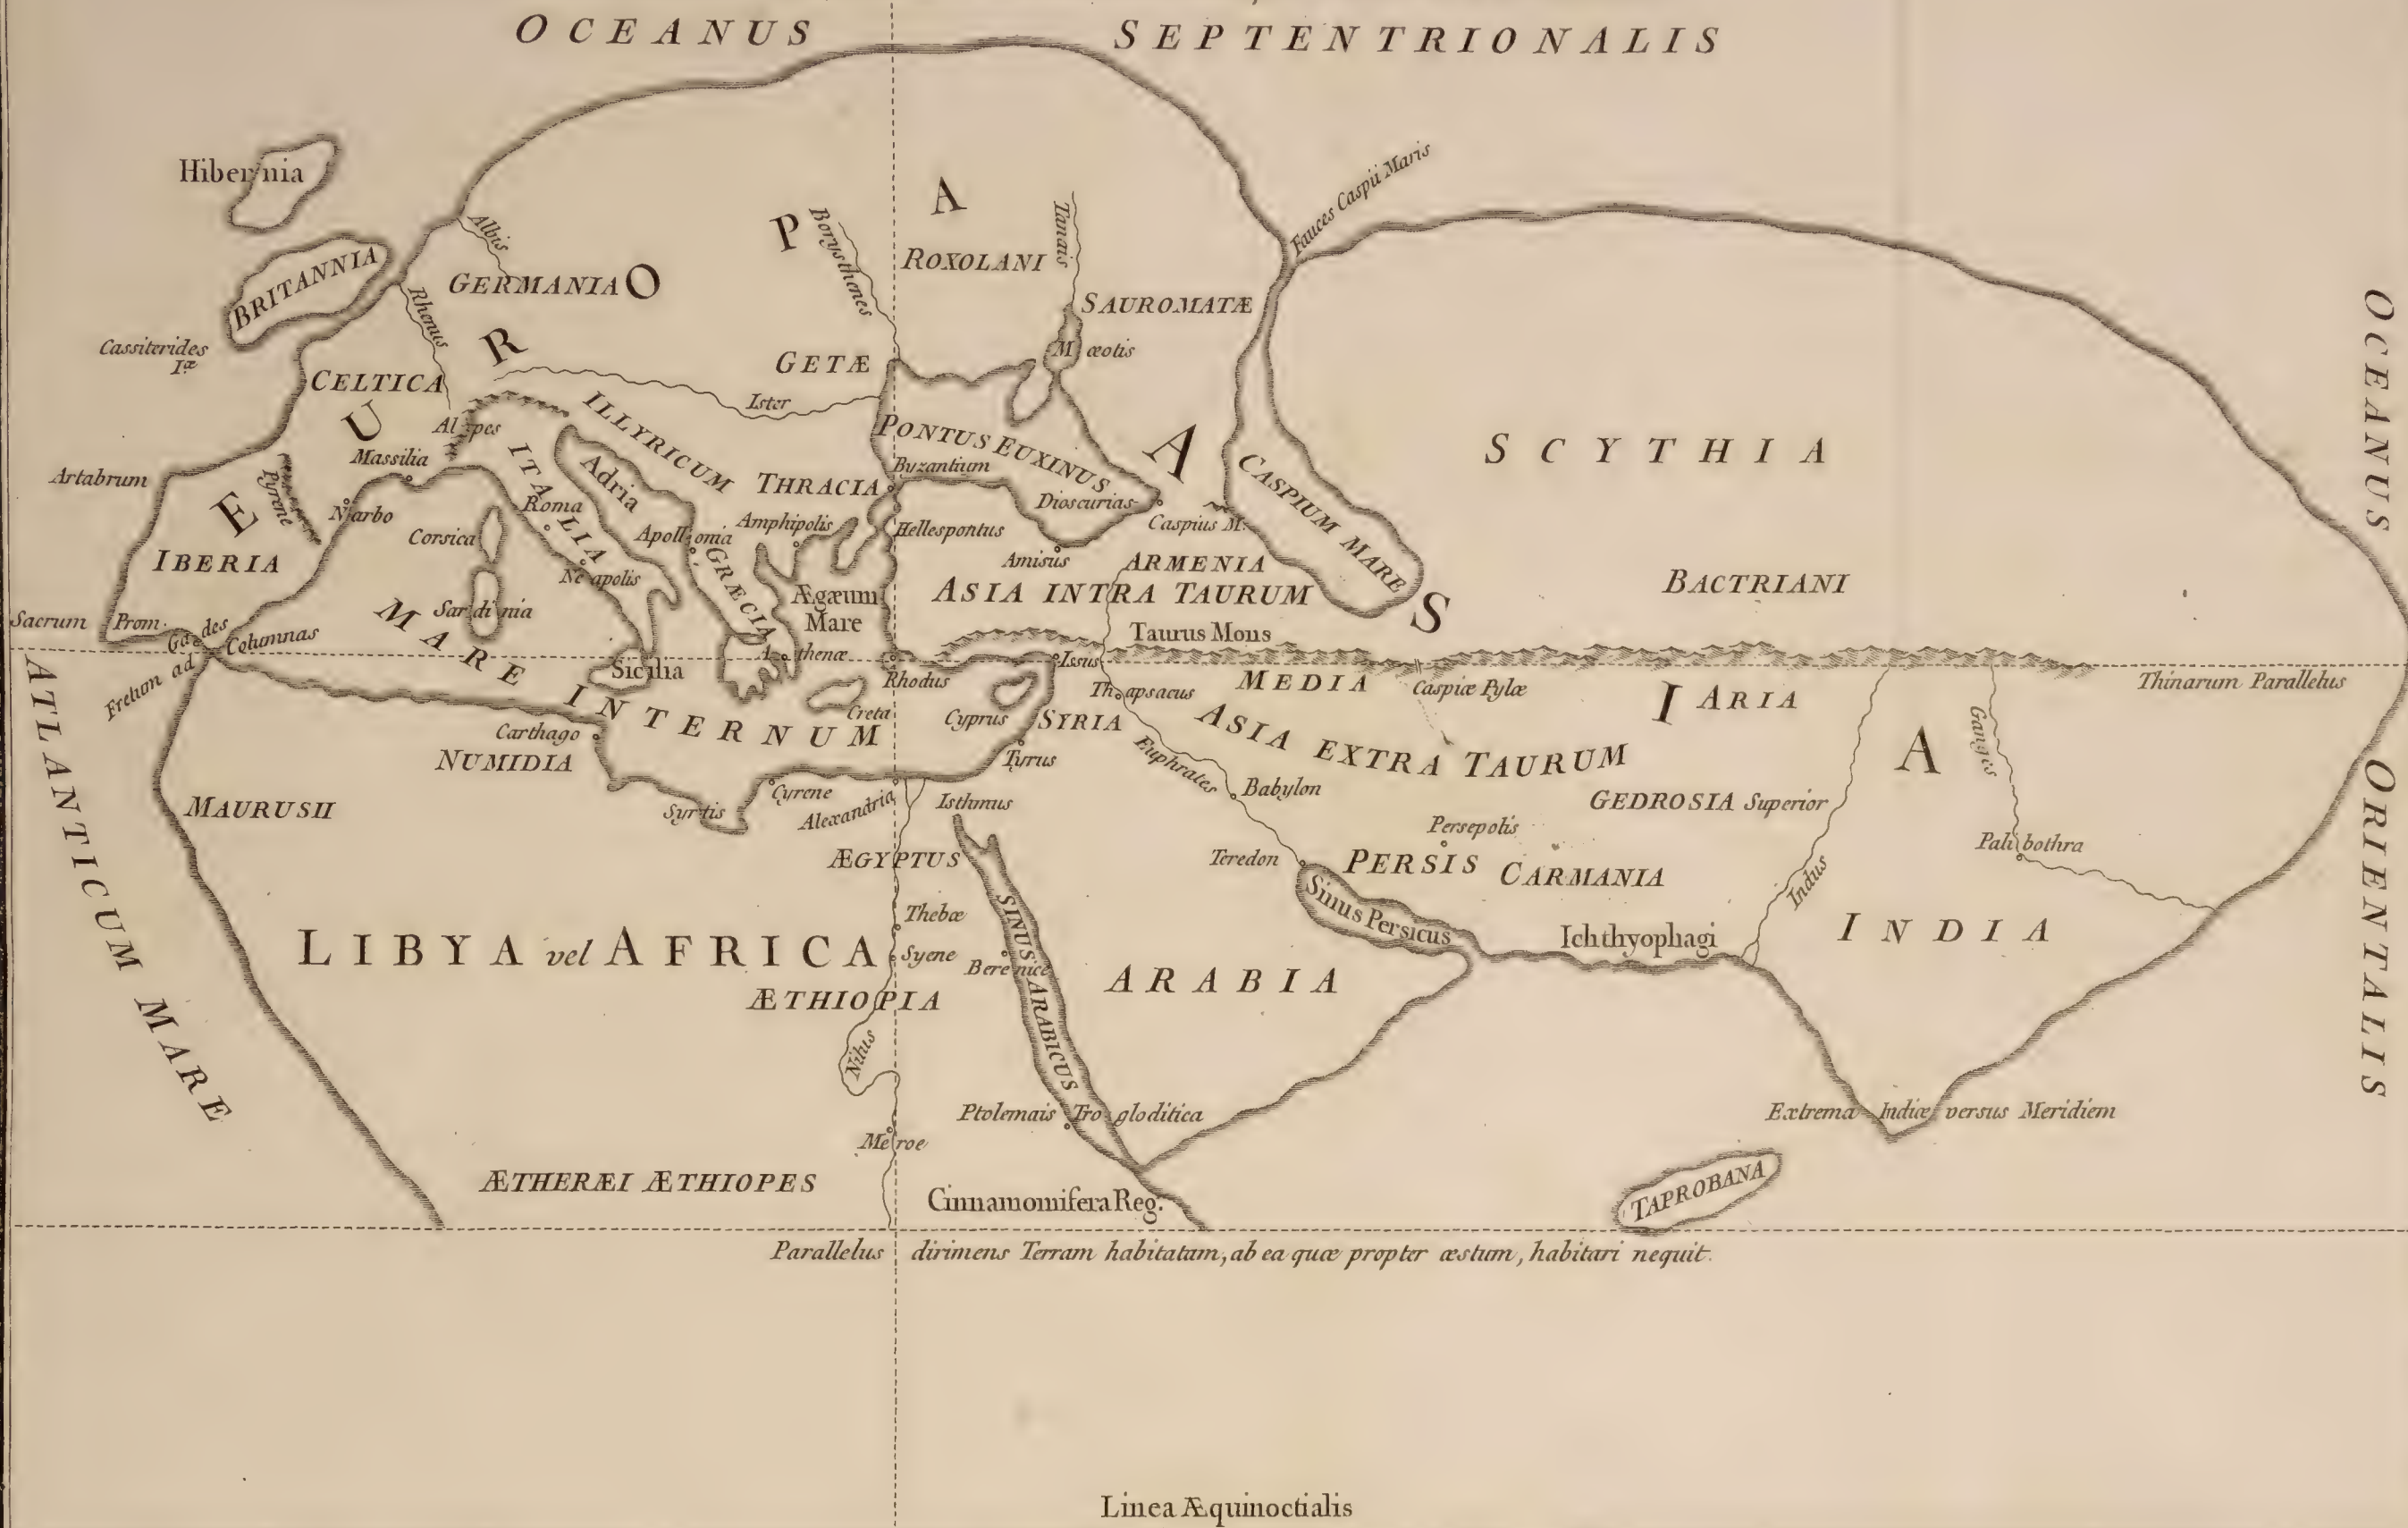 OCEANUS SEPTENTRIONALIS
Hibernia
BRITANNIA
Cassiterides
Iæ
Albis
GERMANIA
Rhenus
CELTICA
EUROPA
Borysthenes
ROXOLANI
Tanais
SAUROMATÆ
Mæotis
GETÆ
Ister
Fauces Caspii Maris
Alpes
ILLYRICUM
ITALIA
Adria
Massilia
Artabrum
Pyrene
Narbo
Corsica
Roma
IBERIA
Neapolis
Sardinia
Sacrum Prom.
Gades
Fretum ad Columnas
THRACIA
PONTUS EUXINUS
Byzantium
Dioscurias
Caspius M.
CASPIUM MARE
Amphipolis
Apollonia
Hellespontus
GRÆCIA
Amisus
ARMENIA
Ægæum
Mare
ASIA INTRA TAURUM
Taurus Mons
Athenæ
Issus
Sicilia
Rhodus
Creta
Cyprus
SYRIA
Tyrus
Thapsacus
MEDIA
Caspiæ Pylæ
SCYTHIA
BACTRIANI
OCEANUS ORIENTALIS
ASIA
ARIA
Thinarum Parallelus
MARE INTERNUM
Carthago
NUMIDIA
MAURUSII
ATLANTICUM MARE
Syrtis
Cyrene
Alexandria
Isthmus
ÆGYPTUS
ASIA EXTRA TAURUM
Euphrates
Babylon
GEDROSIA Superior
Persepolis
Teredon
PERSIS
CARMANIA
Sinus Persicus
Ichthyophagi
Indus
Ganges
Palibothra
INDIA
LIBYA vel AFRICA
Thebæ
Syene
Berenice
SINUS ARABICUS
ARABIA
ÆTHIOPIA
Nilus
Ptolemais Trogloditica
Meroe
Extrema Indiæ versus Meridiem
ÆTHERÆI ÆTHIOPES
Cinnamomifera Reg.
TAPROBANA
Parallelus dirimens Terram habitatam, ab ea quæ propter æstum, habitari nequit.
Linea Æquinoctialis